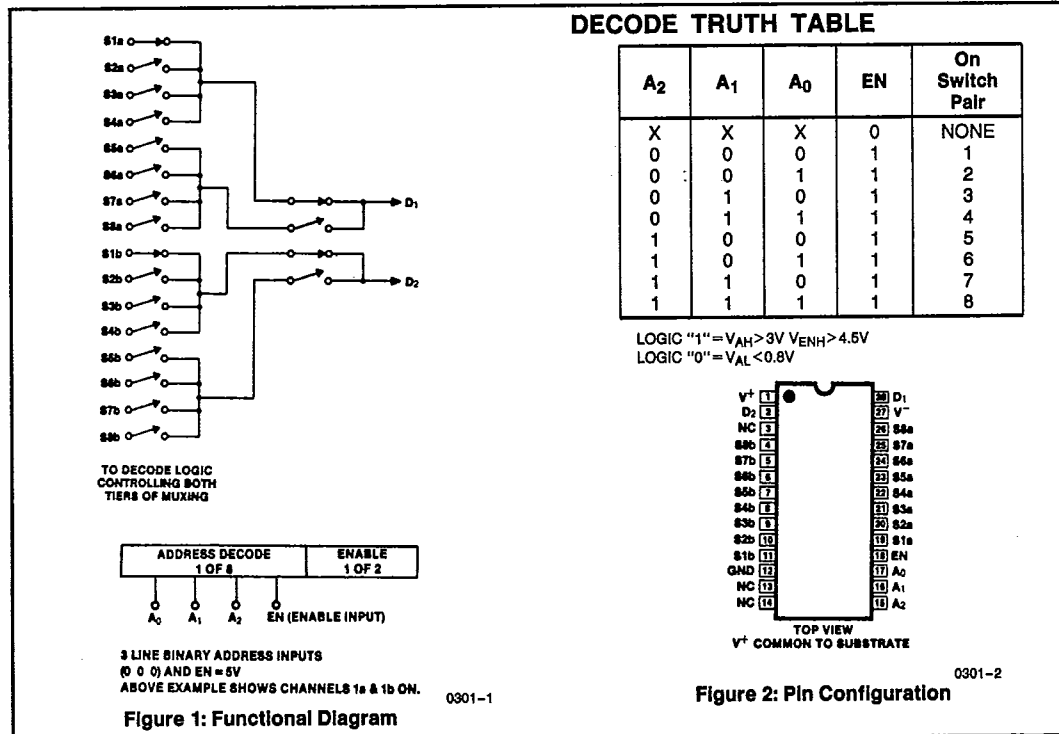 S1a
S2a
S3a
S4a
S5a
S6a
S7a
S8a
D1
S1b
S2b
S3b
S4b
S5b
S6b
S7b
S8b
D2
TO DECODE LOGIC
CONTROLLING BOTH
TIERS OF MUXING
ADDRESS DECODE
1 OF 8
ENABLE
1 OF 2
A0 A1 A2 EN (ENABLE INPUT)
3 LINE BINARY ADDRESS INPUTS
(0 0 0) AND EN = 5V
ABOVE EXAMPLE SHOWS CHANNELS 1a & 1b ON.
0301-1
Figure 1: Functional Diagram
DECODE TRUTH TABLE
A2 A1 A0 EN On Switch Pair
X X X 0 NONE
0 0 0 1 1
0 0 1 1 2
0 1 0 1 3
0 1 1 1 4
1 0 0 1 5
1 0 1 1 6
1 1 0 1 7
1 1 1 1 8
LOGIC "1" = VAH > 3V VENH > 4.5V
LOGIC "0" = VAL < 0.8V
V+ 1 28 D1
D2 2 27 V−
NC 3 26 S8a
S8b 4 25 S7a
S7b 5 24 S6a
S6b 6 23 S5a
S5b 7 22 S4a
S4b 8 21 S3a
S3b 9 20 S2a
S2b 10 19 S1a
S1b 11 18 EN
GND 12 17 A0
NC 13 16 A1
NC 14 15 A2
TOP VIEW
V+ COMMON TO SUBSTRATE
0301-2
Figure 2: Pin Configuration